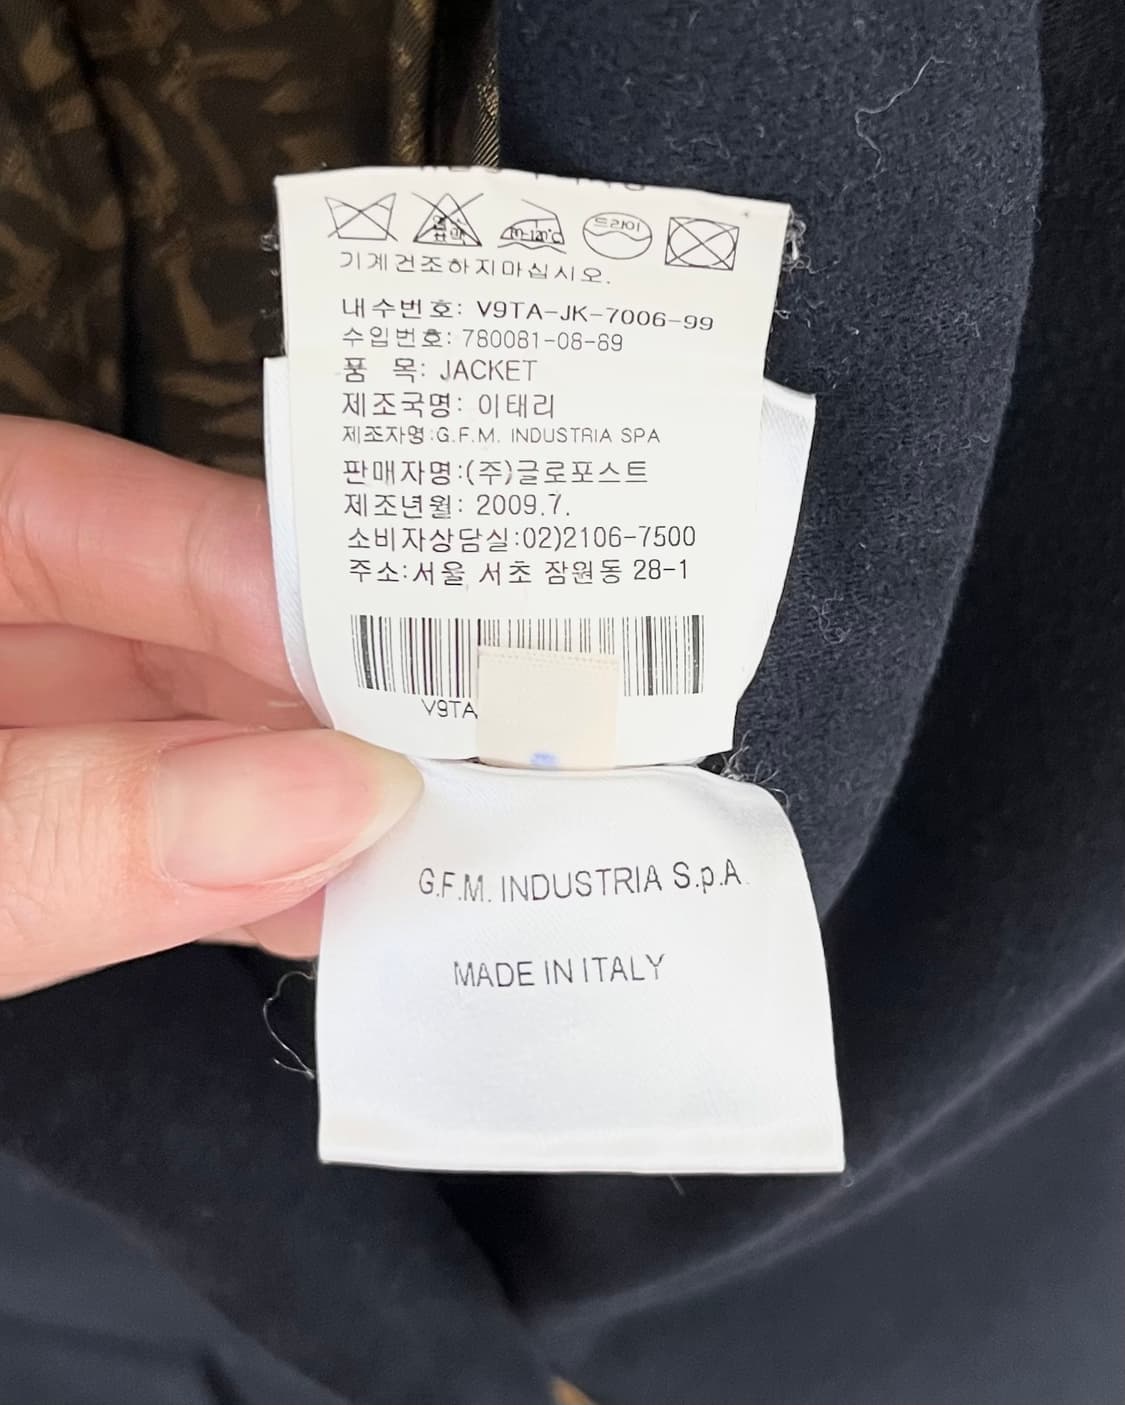 드라이
기계건조하지마십시오.
내수번호: V9TA-JK-7006-99
수입번호: 780081-08-69
품 목: JACKET
제조국명: 이태리
제조자명:G.F.M. INDUSTRIA SPA
판매자명:(주)글로포스트
제조년월: 2009.7.
소비자상담실:02)2106-7500
주소:서울 서초 잠원동 28-1
V9TA
G.F.M. INDUSTRIA S.p.A.
MADE IN ITALY